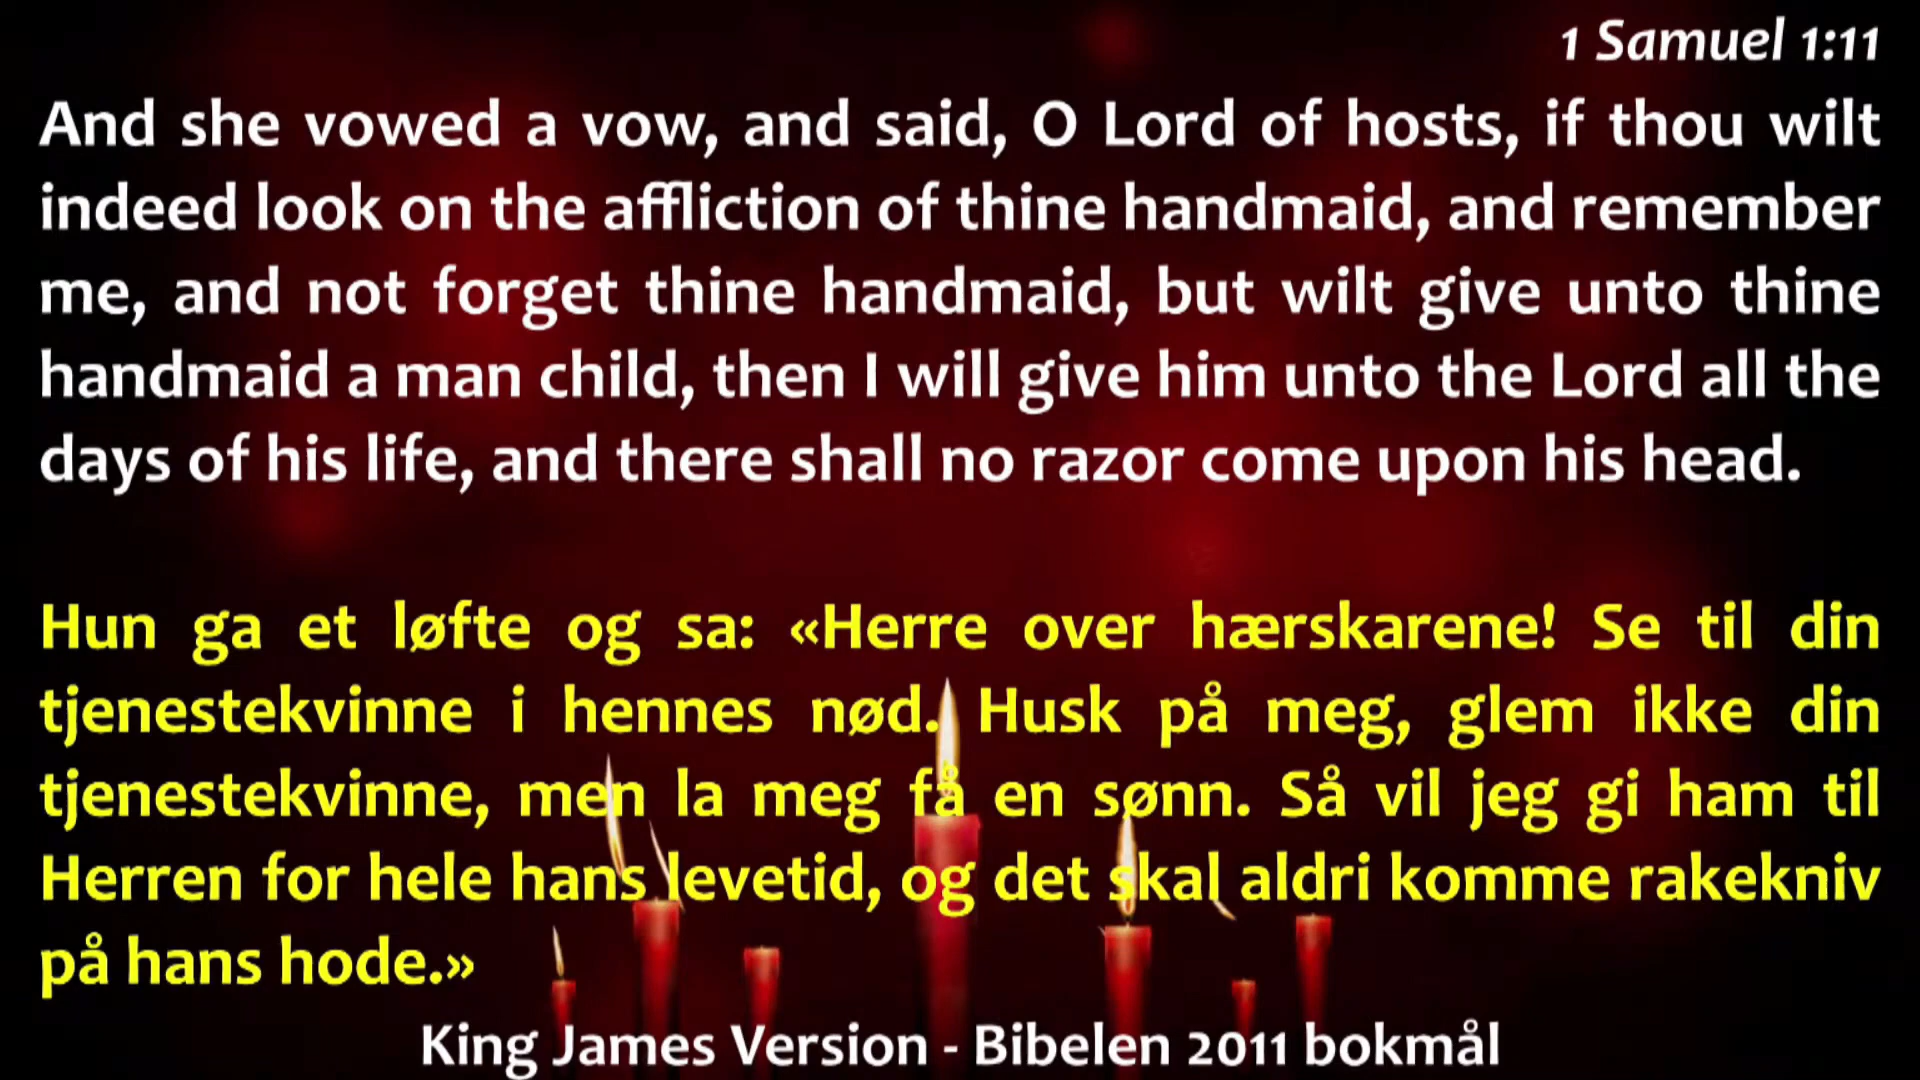 1 Samuel 1:11
And she vowed a vow, and said, O Lord of hosts, if thou wilt
indeed look on the affliction of thine handmaid, and remember
me, and not forget thine handmaid, but wilt give unto thine
handmaid a man child, then I will give him unto the Lord all the
days of his life, and there shall no razor come upon his head.
Hun ga et løfte og sa: «Herre over hærskarene! Se til din
tjenestekvinne i hennes nød. Husk på meg, glem ikke din
tjenestekvinne, men la meg få en sønn. Så vil jeg gi ham til
Herren for hele hans levetid, og det skal aldri komme rakekniv
på hans hode.»
King James Version - Bibelen 2011 bokmål